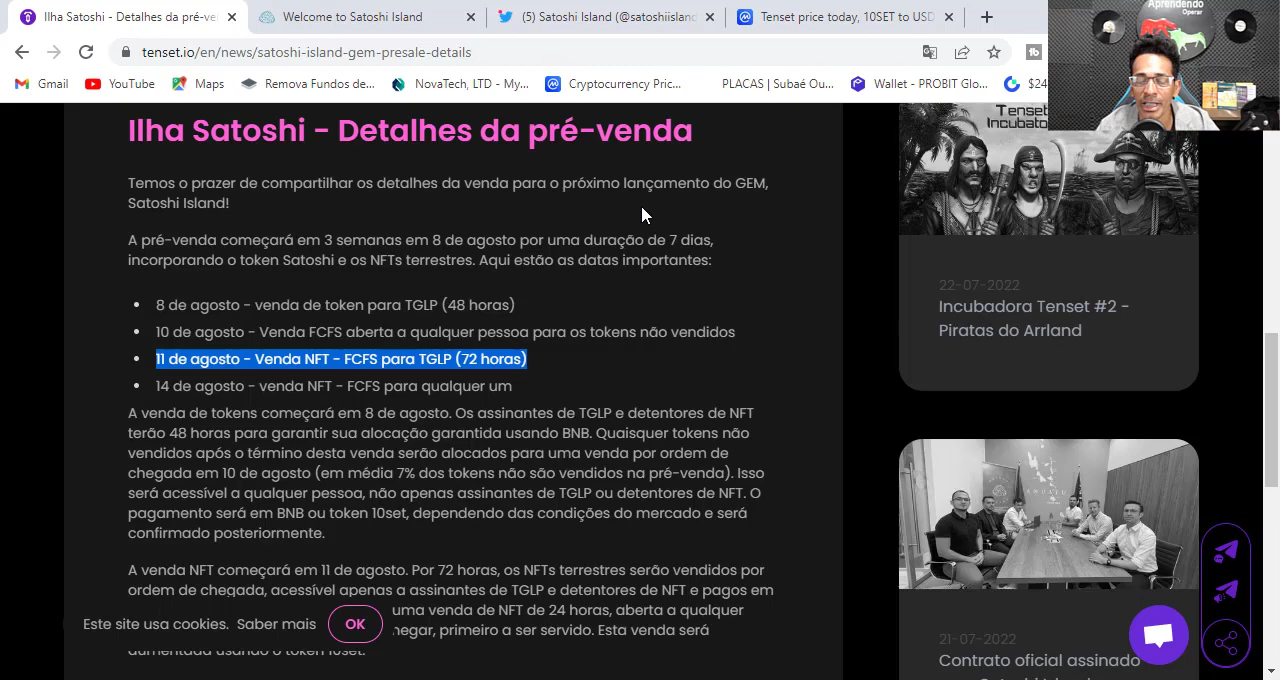 Ilha Satoshi - Detalhes da pré-ve
Welcome to Satoshi Island
(5) Satoshi Island (@satoshiislan
Tenset price today, 10SET to USD
tenset.io/en/news/satoshi-island-gem-presale-details
Gmail
YouTube
Maps
Remova Fundos de...
NovaTech, LTD - My...
Cryptocurrency Pric...
PLACAS | Subaé Ou...
Wallet - PROBIT Glo...
$24
Aprendendo
Operar
Ilha Satoshi - Detalhes da pré-venda
Temos o prazer de compartilhar os detalhes da venda para o próximo lançamento do GEM,
Satoshi Island!
A pré-venda começará em 3 semanas em 8 de agosto por uma duração de 7 dias,
incorporando o token Satoshi e os NFTs terrestres. Aqui estão as datas importantes:
• 8 de agosto - venda de token para TGLP (48 horas)
• 10 de agosto - Venda FCFS aberta a qualquer pessoa para os tokens não vendidos
• 11 de agosto - Venda NFT - FCFS para TGLP (72 horas)
• 14 de agosto - venda NFT - FCFS para qualquer um
A venda de tokens começará em 8 de agosto. Os assinantes de TGLP e detentores de NFT
terão 48 horas para garantir sua alocação garantida usando BNB. Quaisquer tokens não
vendidos após o término desta venda serão alocados para uma venda por ordem de
chegada em 10 de agosto (em média 7% dos tokens não são vendidos na pré-venda). Isso
será acessível a qualquer pessoa, não apenas assinantes de TGLP ou detentores de NFT. O
pagamento será em BNB ou token 10set, dependendo das condições do mercado e será
confirmado posteriormente.
A venda NFT começará em 11 de agosto. Por 72 horas, os NFTs terrestres serão vendidos por
ordem de chegada, acessível apenas a assinantes de TGLP e detentores de NFT e pagos em
uma venda de NFT de 24 horas, aberta a qualquer
hegar, primeiro a ser servido. Esta venda será
aumentada usando o token 10set.
Este site usa cookies. Saber mais
OK
Tenset
Incubato
22-07-2022
Incubadora Tenset #2 -
Piratas do Arrland
21-07-2022
Contrato oficial assinado